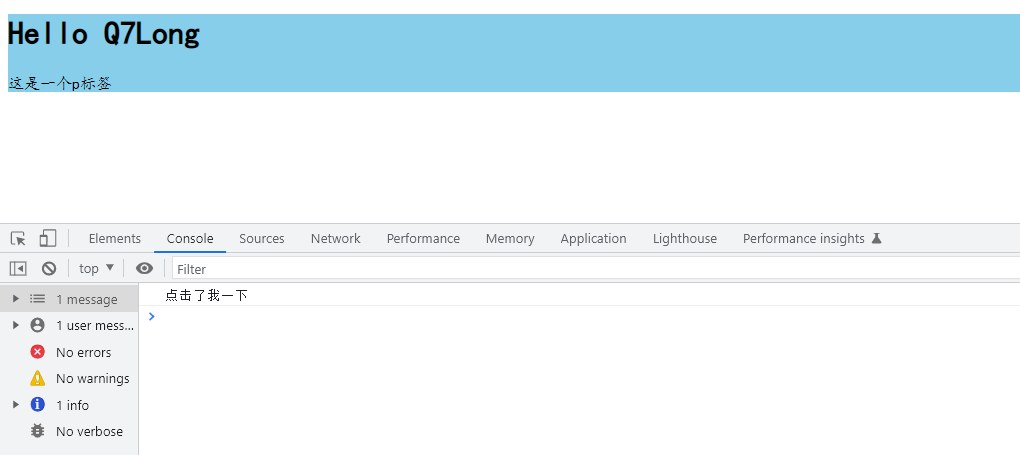 Hello Q7Long
这是一个p标签
Elements Console Sources Network Performance Memory Application Lighthouse Performance insights
top Filter
1 message
点击了我一下
1 user mess...
No errors
No warnings
1 info
No verbose